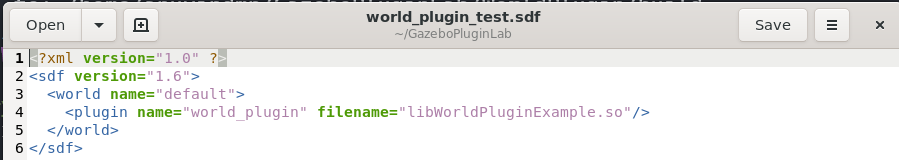 Open
world_plugin_test.sdf
~/GazeboPluginLab
Save
1 <?xml version="1.0" ?>
2 <sdf version="1.6">
3   <world name="default">
4     <plugin name="world_plugin" filename="libWorldPluginExample.so"/>
5   </world>
6 </sdf>